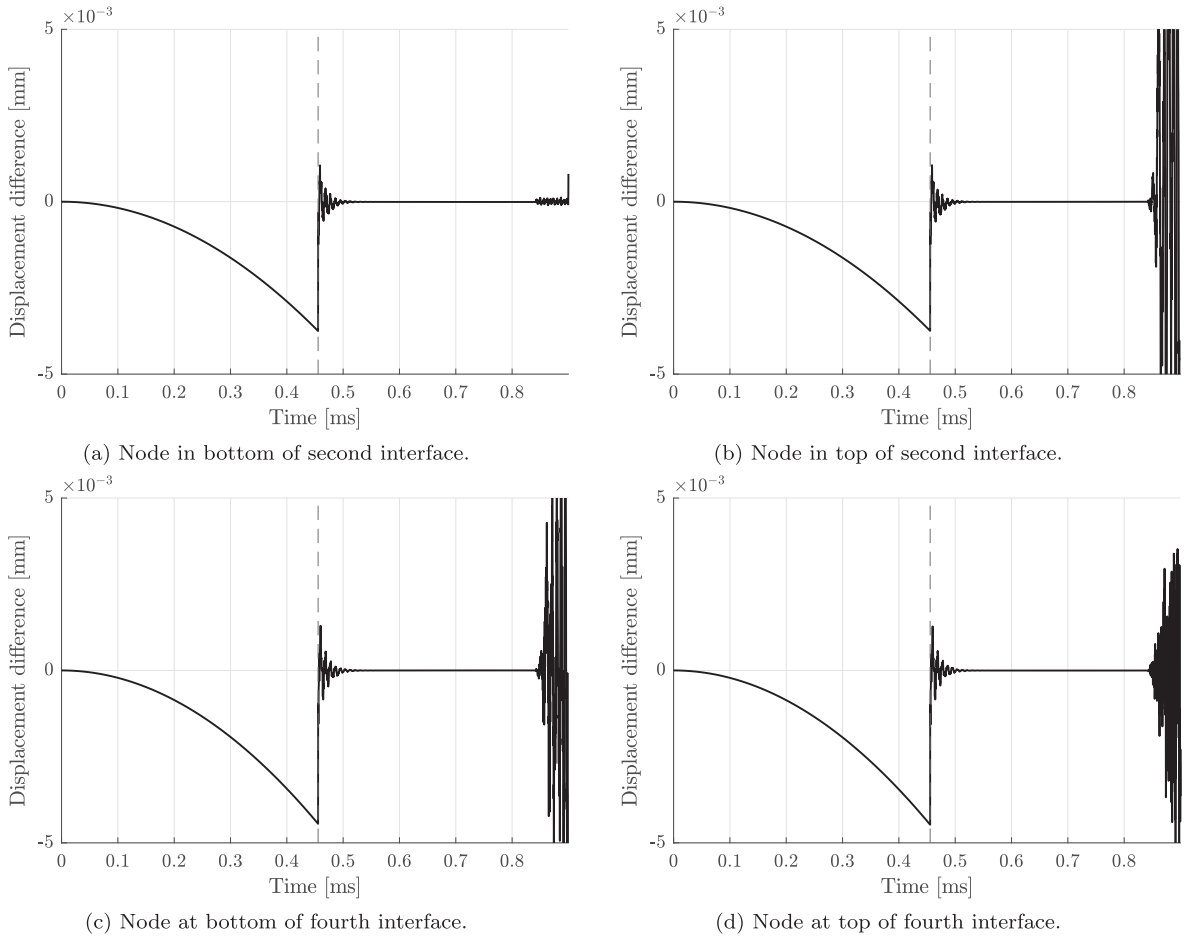 ×10⁻³
5
0
-5
Displacement difference [mm]
0 0.1 0.2 0.3 0.4 0.5 0.6 0.7 0.8
Time [ms]
(a) Node in bottom of second interface.
×10⁻³
5
0
-5
Displacement difference [mm]
0 0.1 0.2 0.3 0.4 0.5 0.6 0.7 0.8
Time [ms]
(b) Node in top of second interface.
×10⁻³
5
0
-5
Displacement difference [mm]
0 0.1 0.2 0.3 0.4 0.5 0.6 0.7 0.8
Time [ms]
(c) Node at bottom of fourth interface.
×10⁻³
5
0
-5
Displacement difference [mm]
0 0.1 0.2 0.3 0.4 0.5 0.6 0.7 0.8
Time [ms]
(d) Node at top of fourth interface.